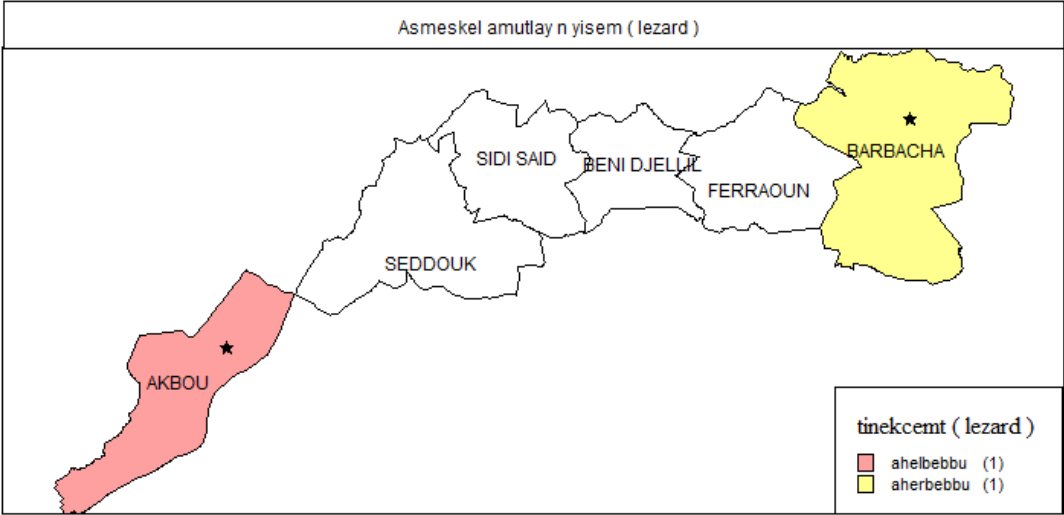 Asmeskel amutlay n yisem ( lezard )
BARBACHA
SIDI SAID
BENI DJELLIL
FERRAOUN
SEDDOUK
AKBOU
tinekcemt ( lezard )
ahelbebbu (1)
aherbebbu (1)